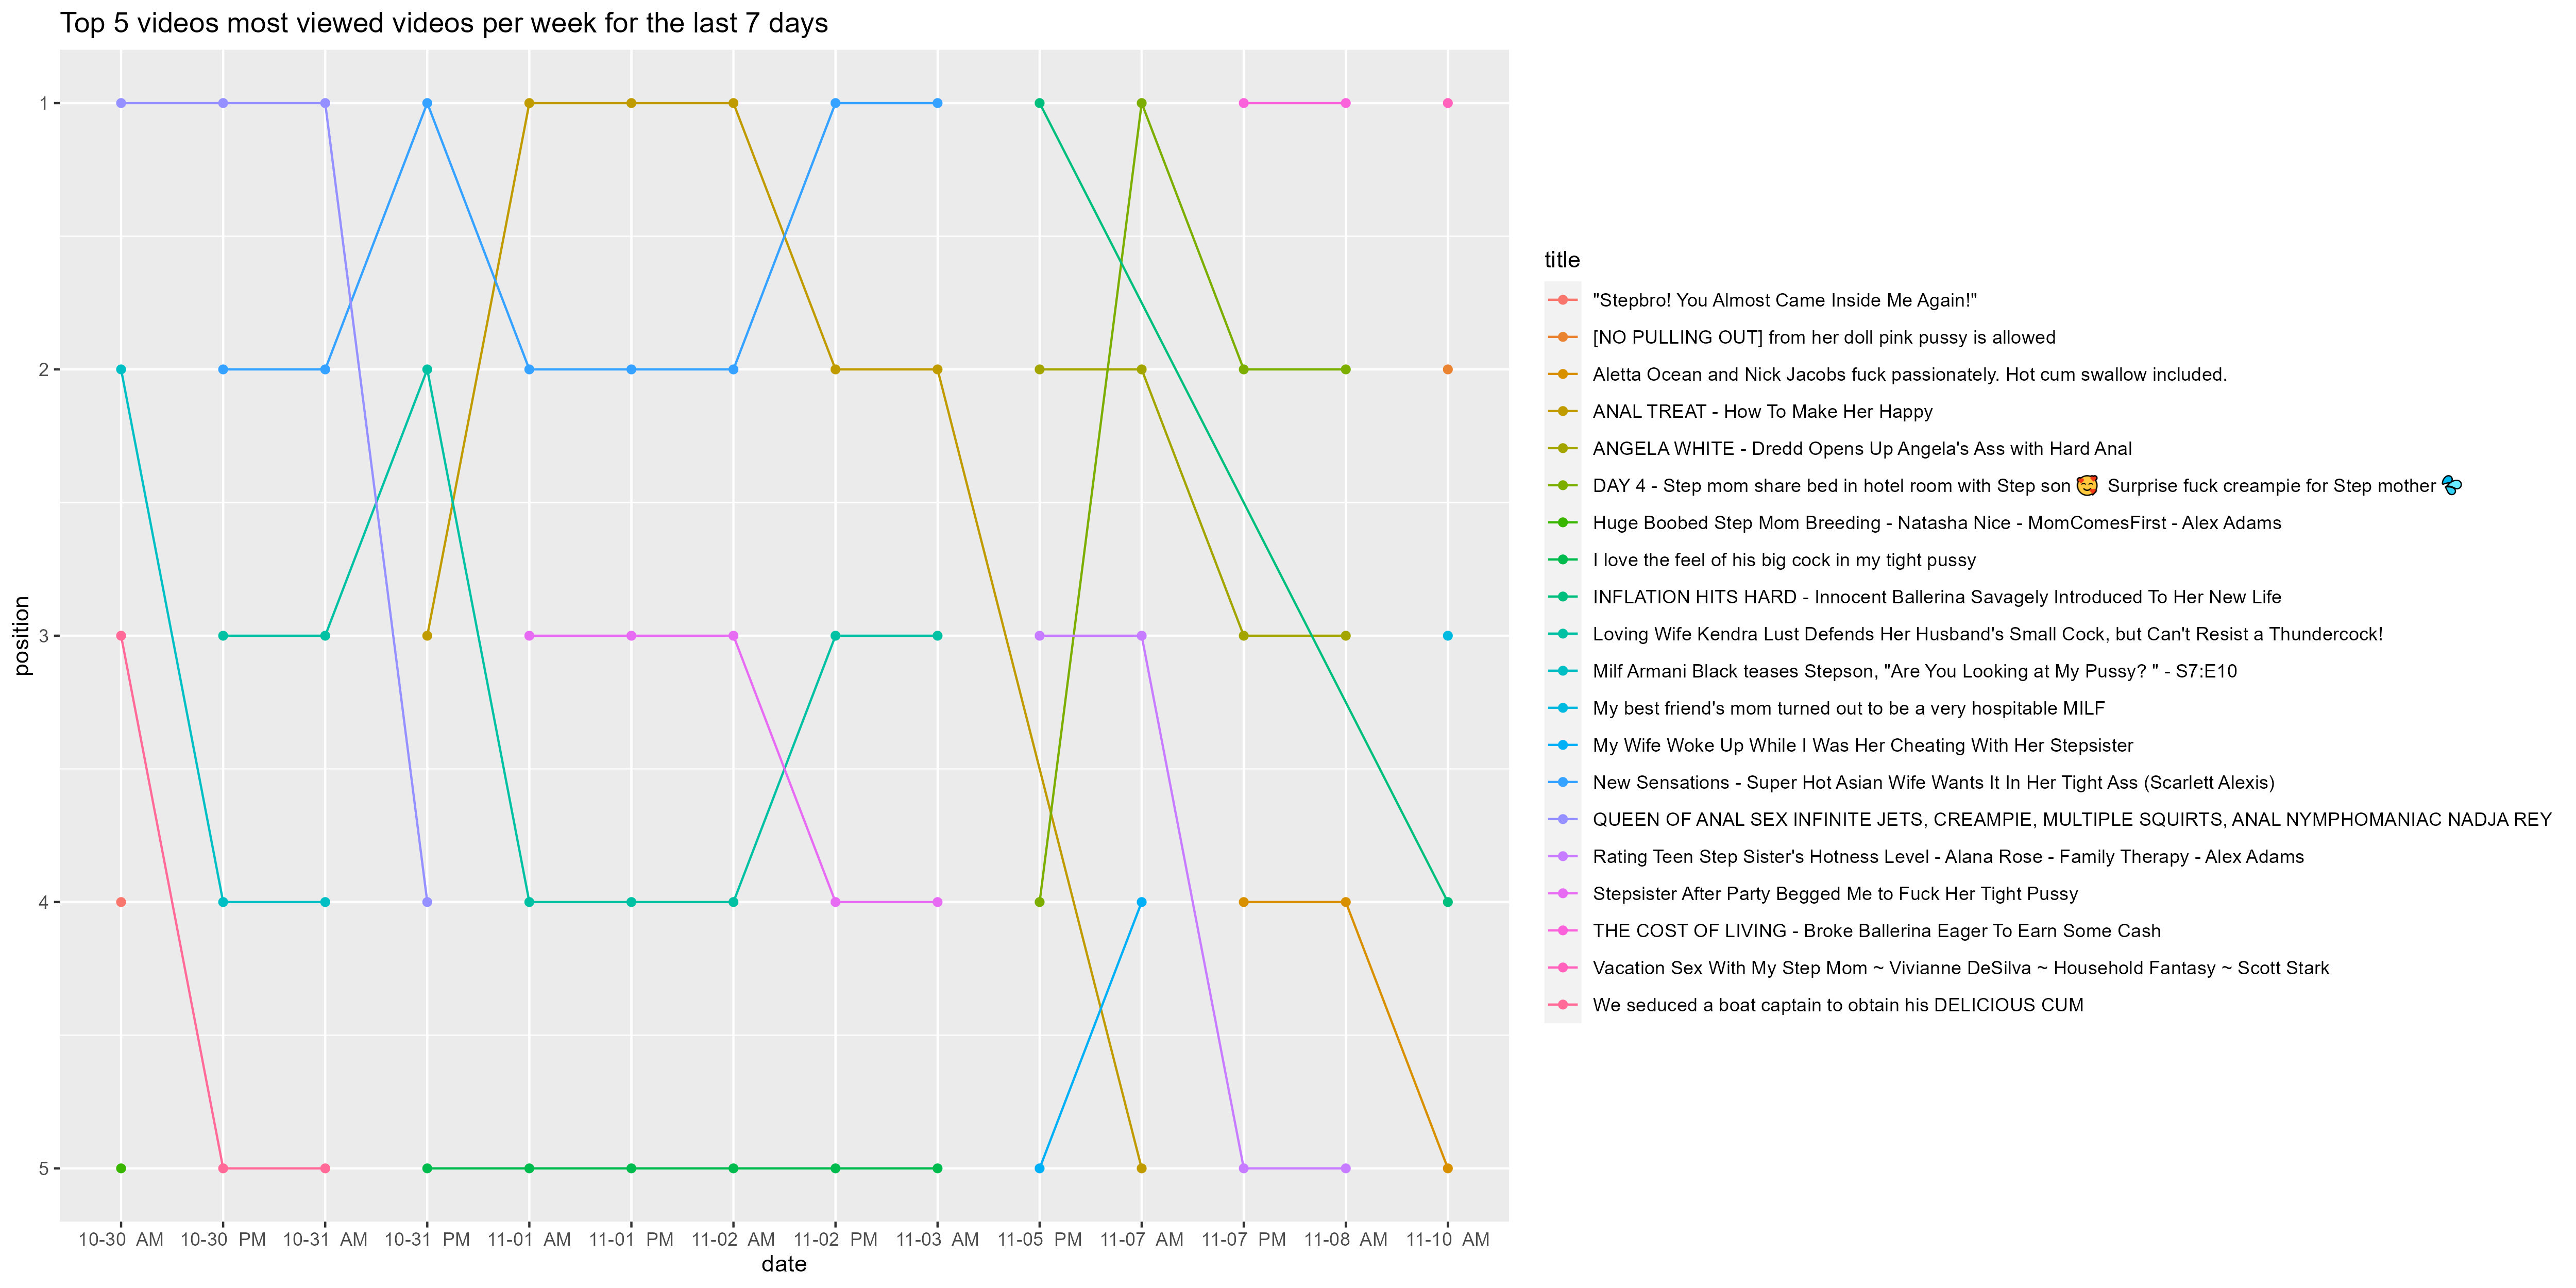 Top 5 videos most viewed videos per week for the last 7 days
position
1
2
3
4
5
10-30 AM
10-30 PM
10-31 AM
10-31 PM
11-01 AM
11-01 PM
11-02 AM
11-02 PM
11-03 AM
11-05 PM
11-07 AM
11-07 PM
11-08 AM
11-10 AM
date
title
"Stepbro! You Almost Came Inside Me Again!"
[NO PULLING OUT] from her doll pink pussy is allowed
Aletta Ocean and Nick Jacobs fuck passionately. Hot cum swallow included.
ANAL TREAT - How To Make Her Happy
ANGELA WHITE - Dredd Opens Up Angela's Ass with Hard Anal
DAY 4 - Step mom share bed in hotel room with Step son 🥰 Surprise fuck creampie for Step mother 💦
Huge Boobed Step Mom Breeding - Natasha Nice - MomComesFirst - Alex Adams
I love the feel of his big cock in my tight pussy
INFLATION HITS HARD - Innocent Ballerina Savagely Introduced To Her New Life
Loving Wife Kendra Lust Defends Her Husband's Small Cock, but Can't Resist a Thundercock!
Milf Armani Black teases Stepson, "Are You Looking at My Pussy? " - S7:E10
My best friend's mom turned out to be a very hospitable MILF
My Wife Woke Up While I Was Her Cheating With Her Stepsister
New Sensations - Super Hot Asian Wife Wants It In Her Tight Ass (Scarlett Alexis)
QUEEN OF ANAL SEX INFINITE JETS, CREAMPIE, MULTIPLE SQUIRTS, ANAL NYMPHOMANIAC NADJA REY
Rating Teen Step Sister's Hotness Level - Alana Rose - Family Therapy - Alex Adams
Stepsister After Party Begged Me to Fuck Her Tight Pussy
THE COST OF LIVING - Broke Ballerina Eager To Earn Some Cash
Vacation Sex With My Step Mom ~ Vivianne DeSilva ~ Household Fantasy ~ Scott Stark
We seduced a boat captain to obtain his DELICIOUS CUM